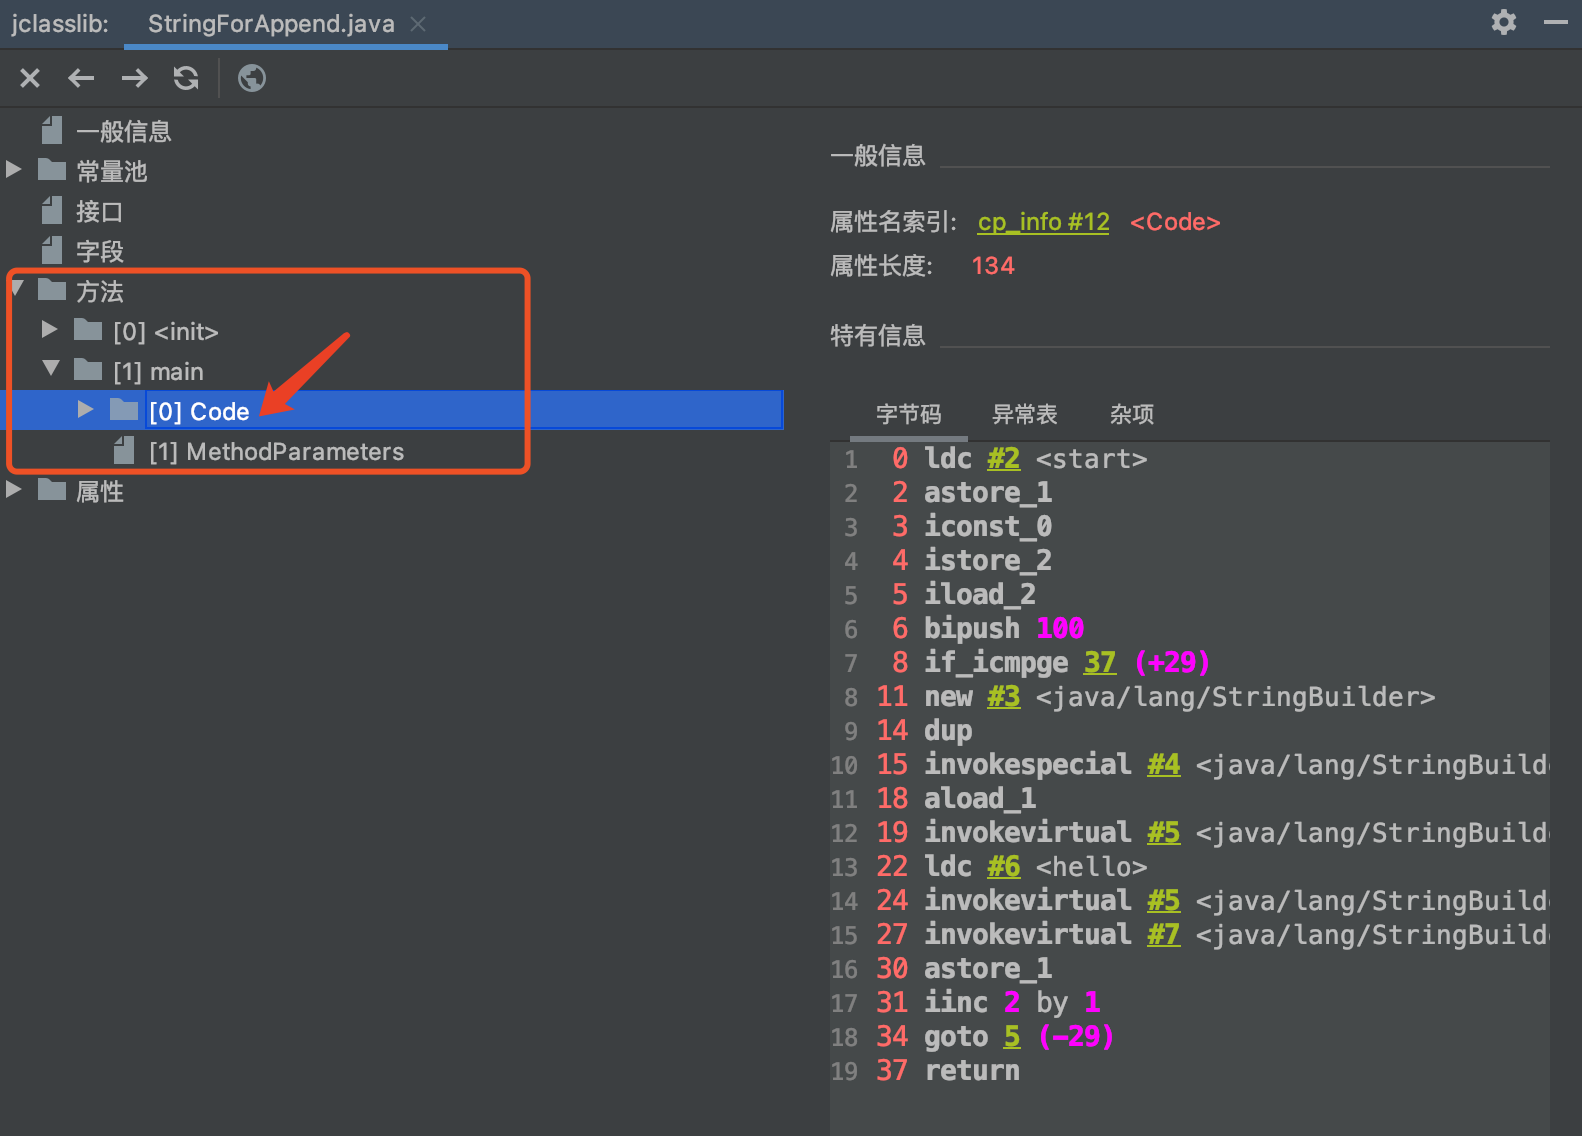 jclasslib: StringForAppend.java
一般信息
常量池
接口
字段
方法
[0] <init>
[1] main
[0] Code
[1] MethodParameters
属性
一般信息
属性名索引: cp_info #12 <Code>
属性长度: 134
特有信息
字节码 异常表 杂项
1 0 ldc #2 <start>
2 2 astore_1
3 3 iconst_0
4 4 istore_2
5 5 iload_2
6 6 bipush 100
7 8 if_icmpge 37 (+29)
8 11 new #3 <java/lang/StringBuilder>
9 14 dup
10 15 invokespecial #4 <java/lang/StringBuild
11 18 aload_1
12 19 invokevirtual #5 <java/lang/StringBuild
13 22 ldc #6 <hello>
14 24 invokevirtual #5 <java/lang/StringBuild
15 27 invokevirtual #7 <java/lang/StringBuild
16 30 astore_1
17 31 iinc 2 by 1
18 34 goto 5 (-29)
19 37 return